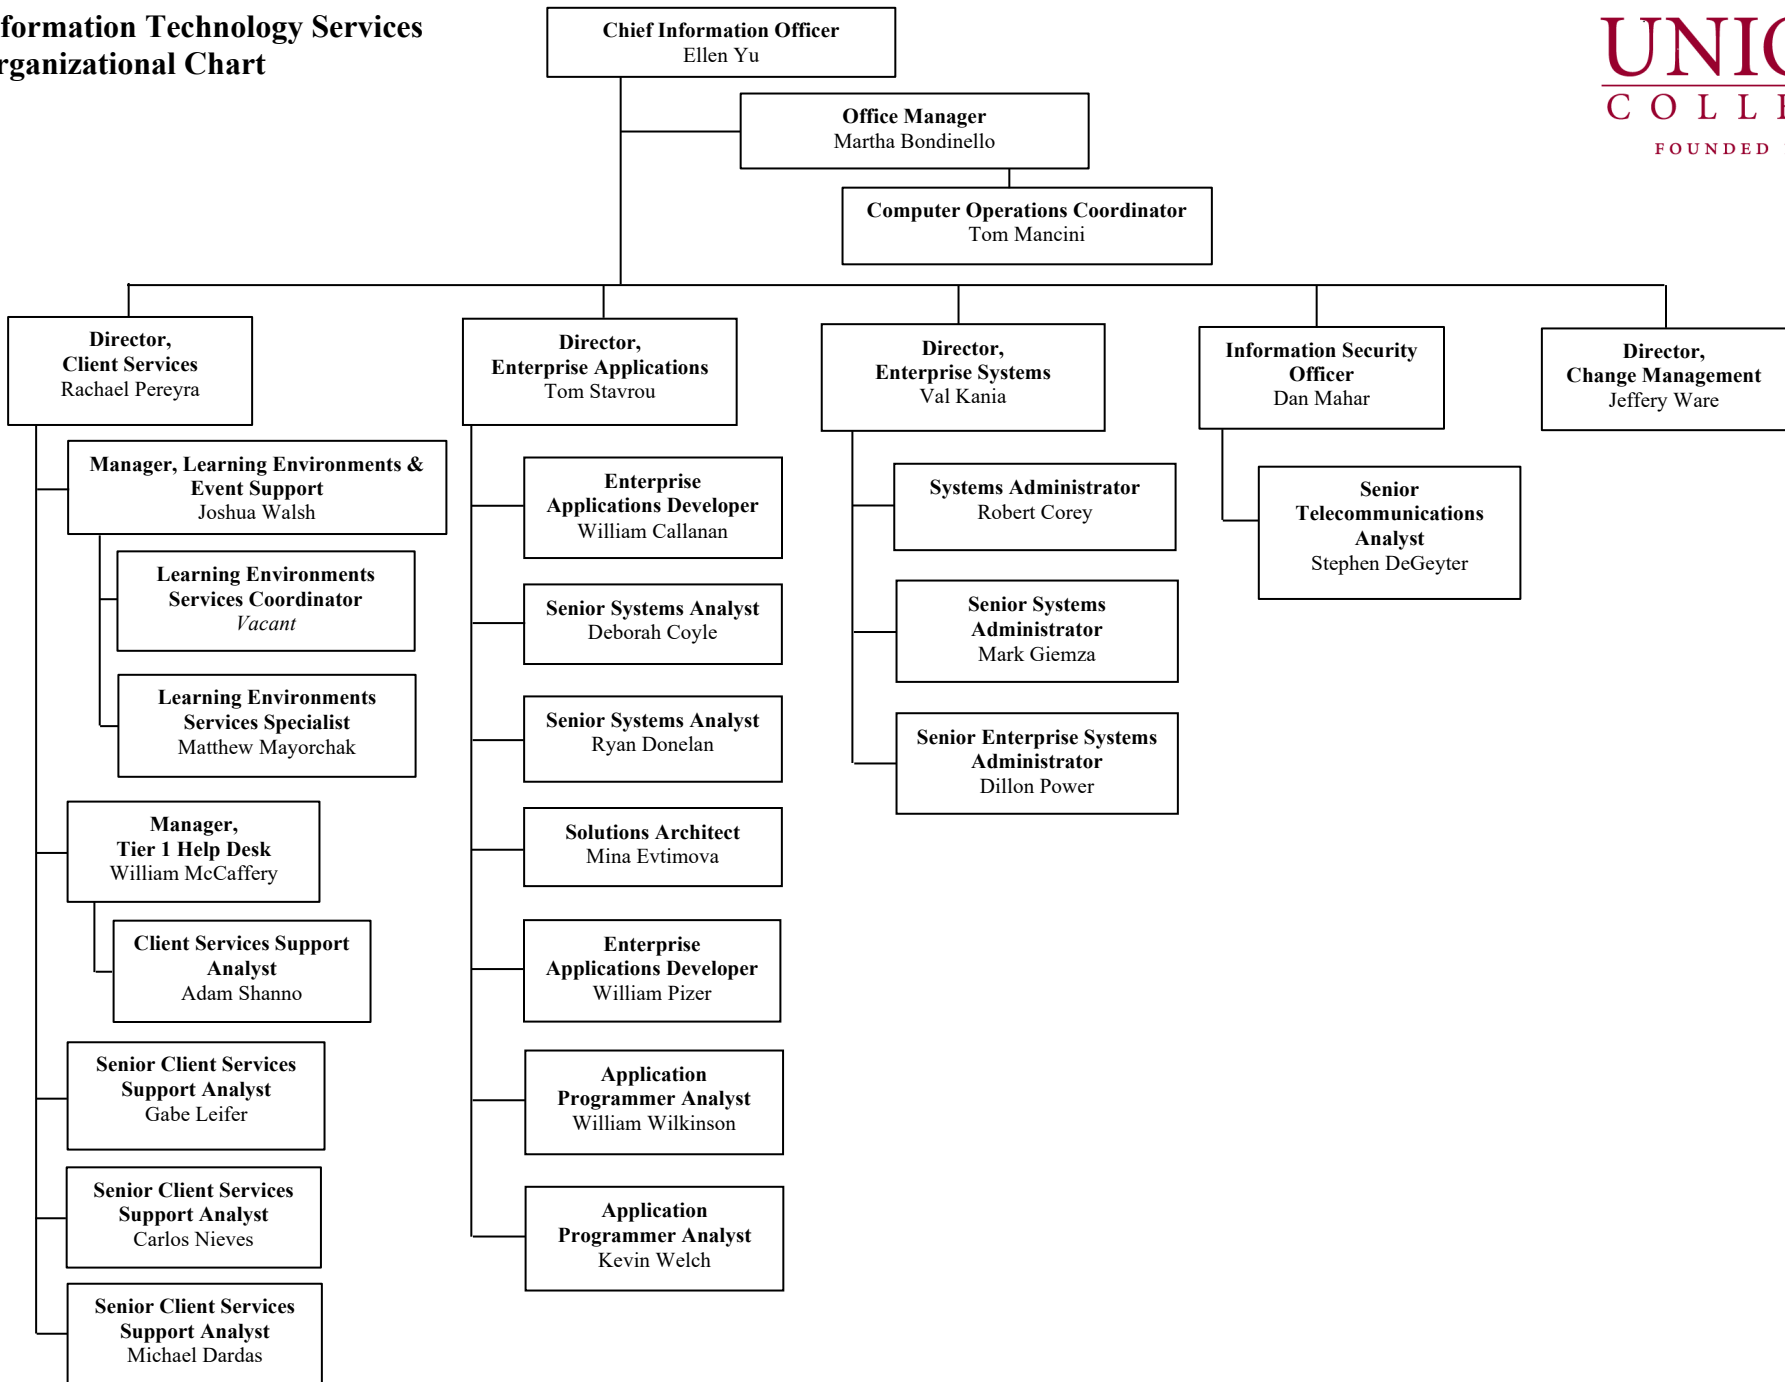 formation Technology Services
rganizational Chart
Chief Information Officer
Ellen Yu
UNIO
COLLE
FOUNDED
Office Manager
Martha Bondinello
Computer Operations Coordinator
Tom Mancini
Director,
Client Services
Rachael Pereyra
Manager, Learning Environments &
Event Support
Joshua Walsh
Learning Environments
Services Coordinator
Vacant
Learning Environments
Services Specialist
Matthew Mayorchak
Manager,
Tier 1 Help Desk
William McCaffery
Client Services Support
Analyst
Adam Shanno
Senior Client Services
Support Analyst
Gabe Leifer
Senior Client Services
Support Analyst
Carlos Nieves
Senior Client Services
Support Analyst
Michael Dardas
Director,
Enterprise Applications
Tom Stavrou
Enterprise
Applications Developer
William Callanan
Senior Systems Analyst
Deborah Coyle
Senior Systems Analyst
Ryan Donelan
Solutions Architect
Mina Evtimova
Enterprise
Applications Developer
William Pizer
Application
Programmer Analyst
William Wilkinson
Application
Programmer Analyst
Kevin Welch
Director,
Enterprise Systems
Val Kania
Systems Administrator
Robert Corey
Senior Systems
Administrator
Mark Giemza
Senior Enterprise Systems
Administrator
Dillon Power
Information Security
Officer
Dan Mahar
Senior
Telecommunications
Analyst
Stephen DeGeyter
Director,
Change Management
Jeffery Ware